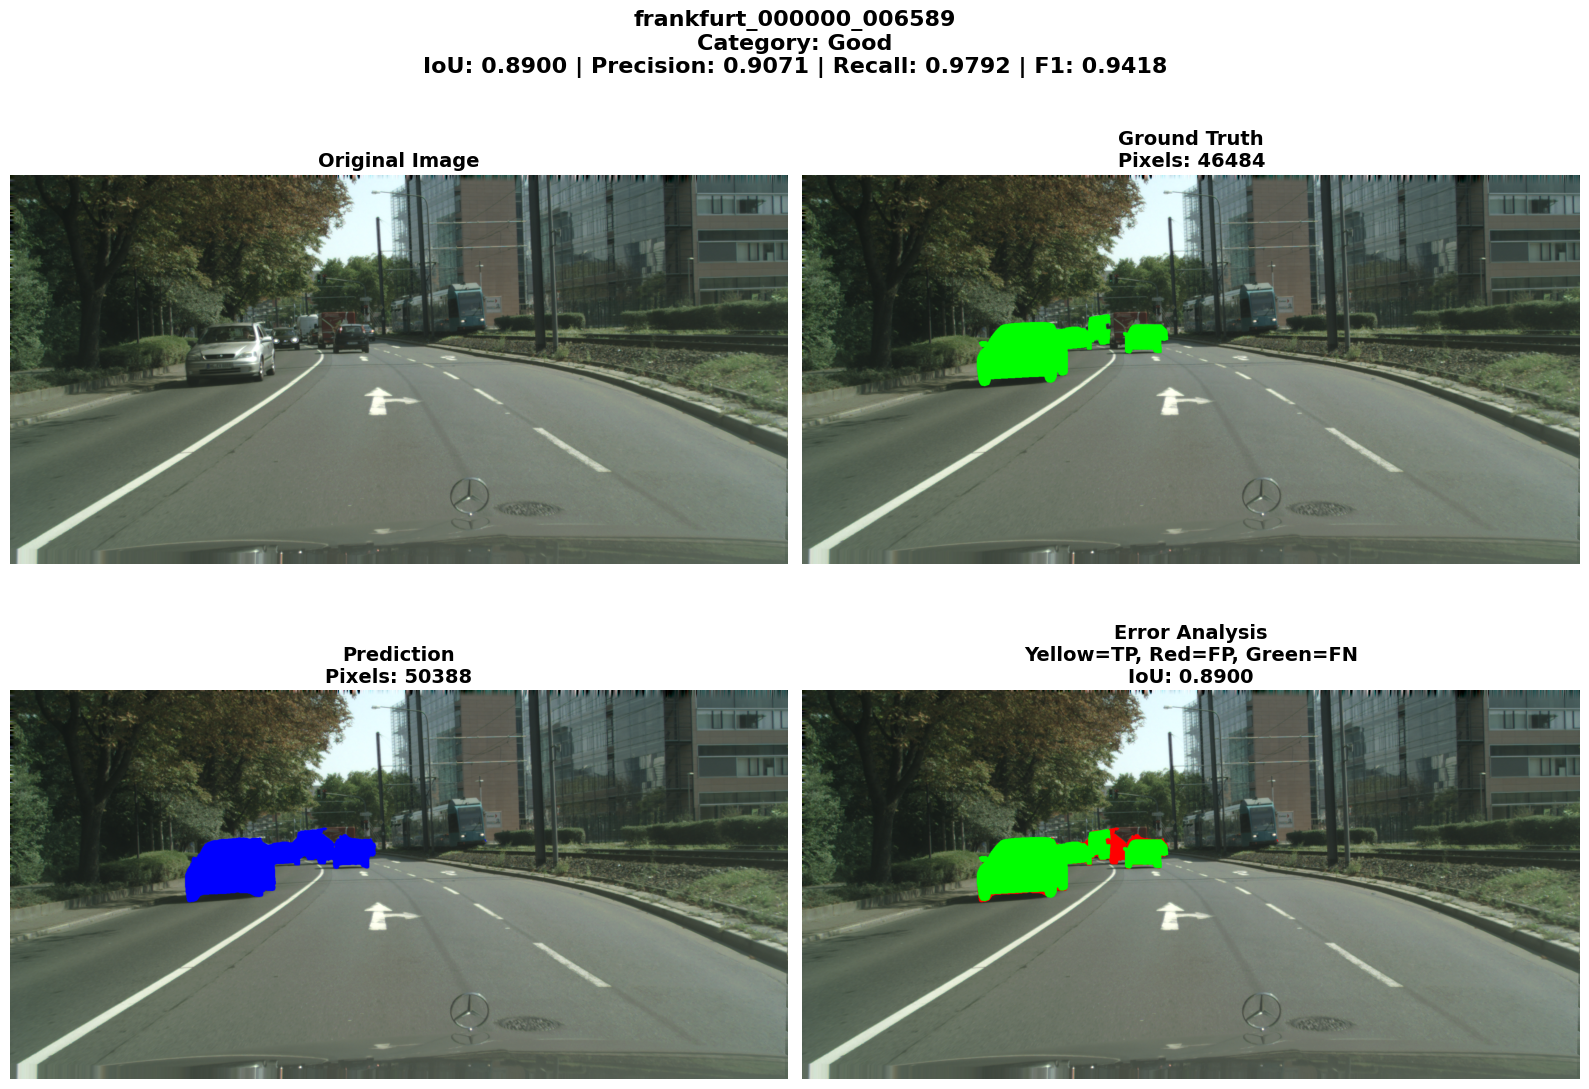 frankfurt_000000_006589
Category: Good
IoU: 0.8900 | Precision: 0.9071 | Recall: 0.9792 | F1: 0.9418
Original Image
Ground Truth
Pixels: 46484
Prediction
Pixels: 50388
Error Analysis
Yellow=TP, Red=FP, Green=FN
IoU: 0.8900